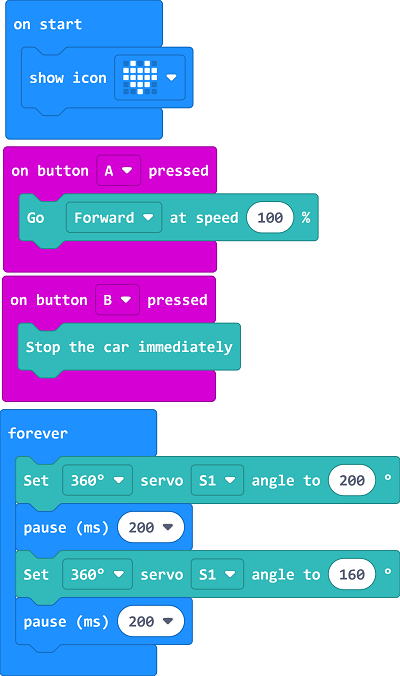 on start
show icon
on button A pressed
Go Forward at speed 100 %
on button B pressed
Stop the car immediately
forever
Set 360° servo S1 angle to 200 °
pause (ms) 200
Set 360° servo S1 angle to 160 °
pause (ms) 200